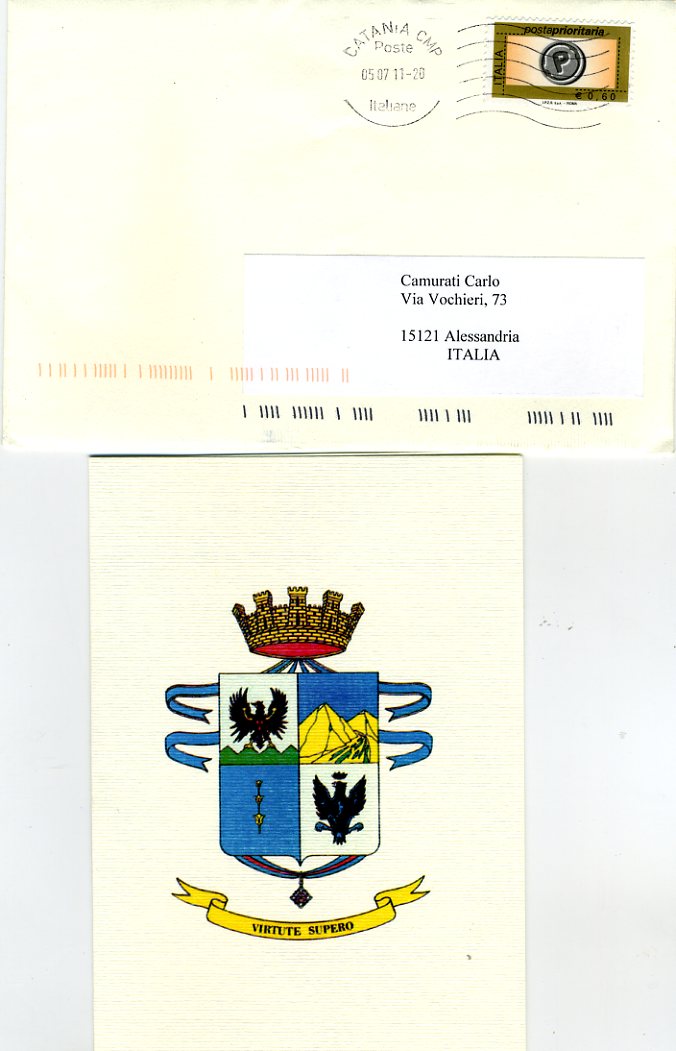 CATANIA CMP
Poste
05 07 11-20
Italiane
postaprioritaria
ITALIA
P
€ 0,60
I.P.Z.S. S.p.A. - ROMA
Camurati Carlo
Via Vochieri, 73
15121 Alessandria
ITALIA
VIRTUTE SUPERO